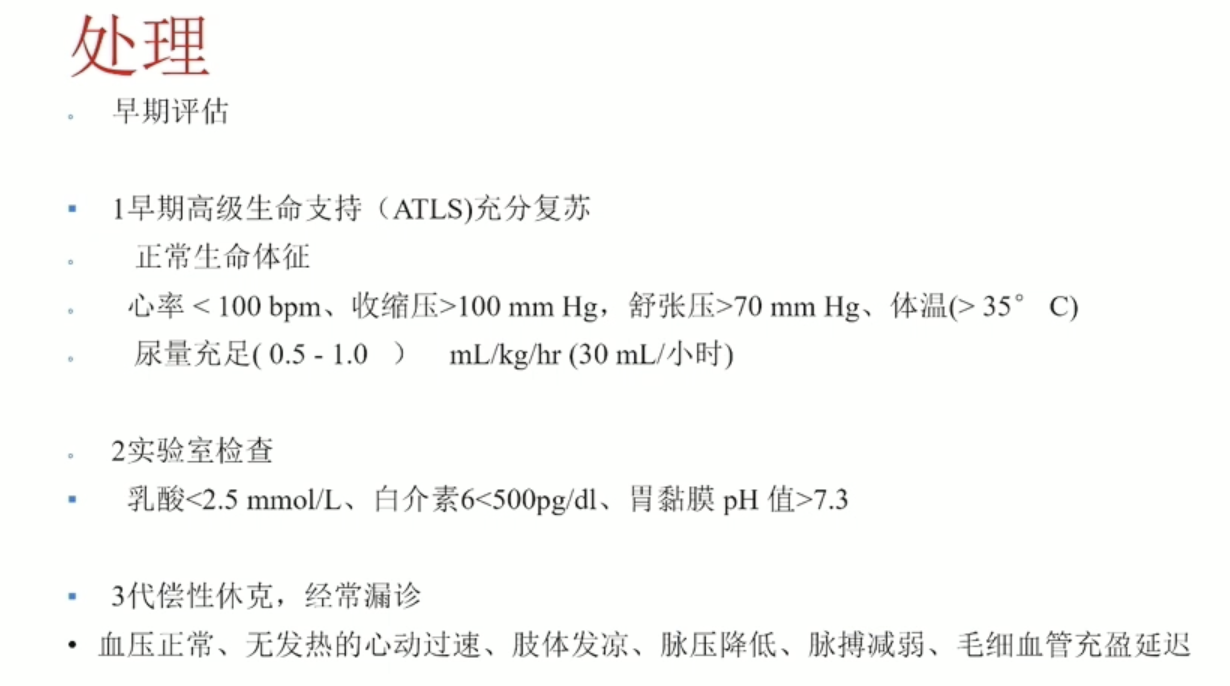 处理
早期评估
1早期高级生命支持（ATLS)充分复苏
正常生命体征
心率 < 100 bpm、收缩压>100 mm Hg，舒张压>70 mm Hg、体温(> 35° C)
尿量充足( 0.5 - 1.0 ） mL/kg/hr (30 mL/小时)
2实验室检查
乳酸<2.5 mmol/L、白介素6<500pg/dl、胃黏膜 pH 值>7.3
3代偿性休克，经常漏诊
血压正常、无发热的心动过速、肢体发凉、脉压降低、脉搏减弱、毛细血管充盈延迟